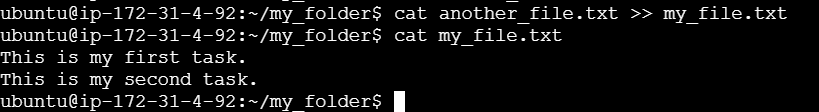 ubuntu@ip-172-31-4-92:~/my_folder$ cat another_file.txt >> my_file.txt
ubuntu@ip-172-31-4-92:~/my_folder$ cat my_file.txt
This is my first task.
This is my second task.
ubuntu@ip-172-31-4-92:~/my_folder$